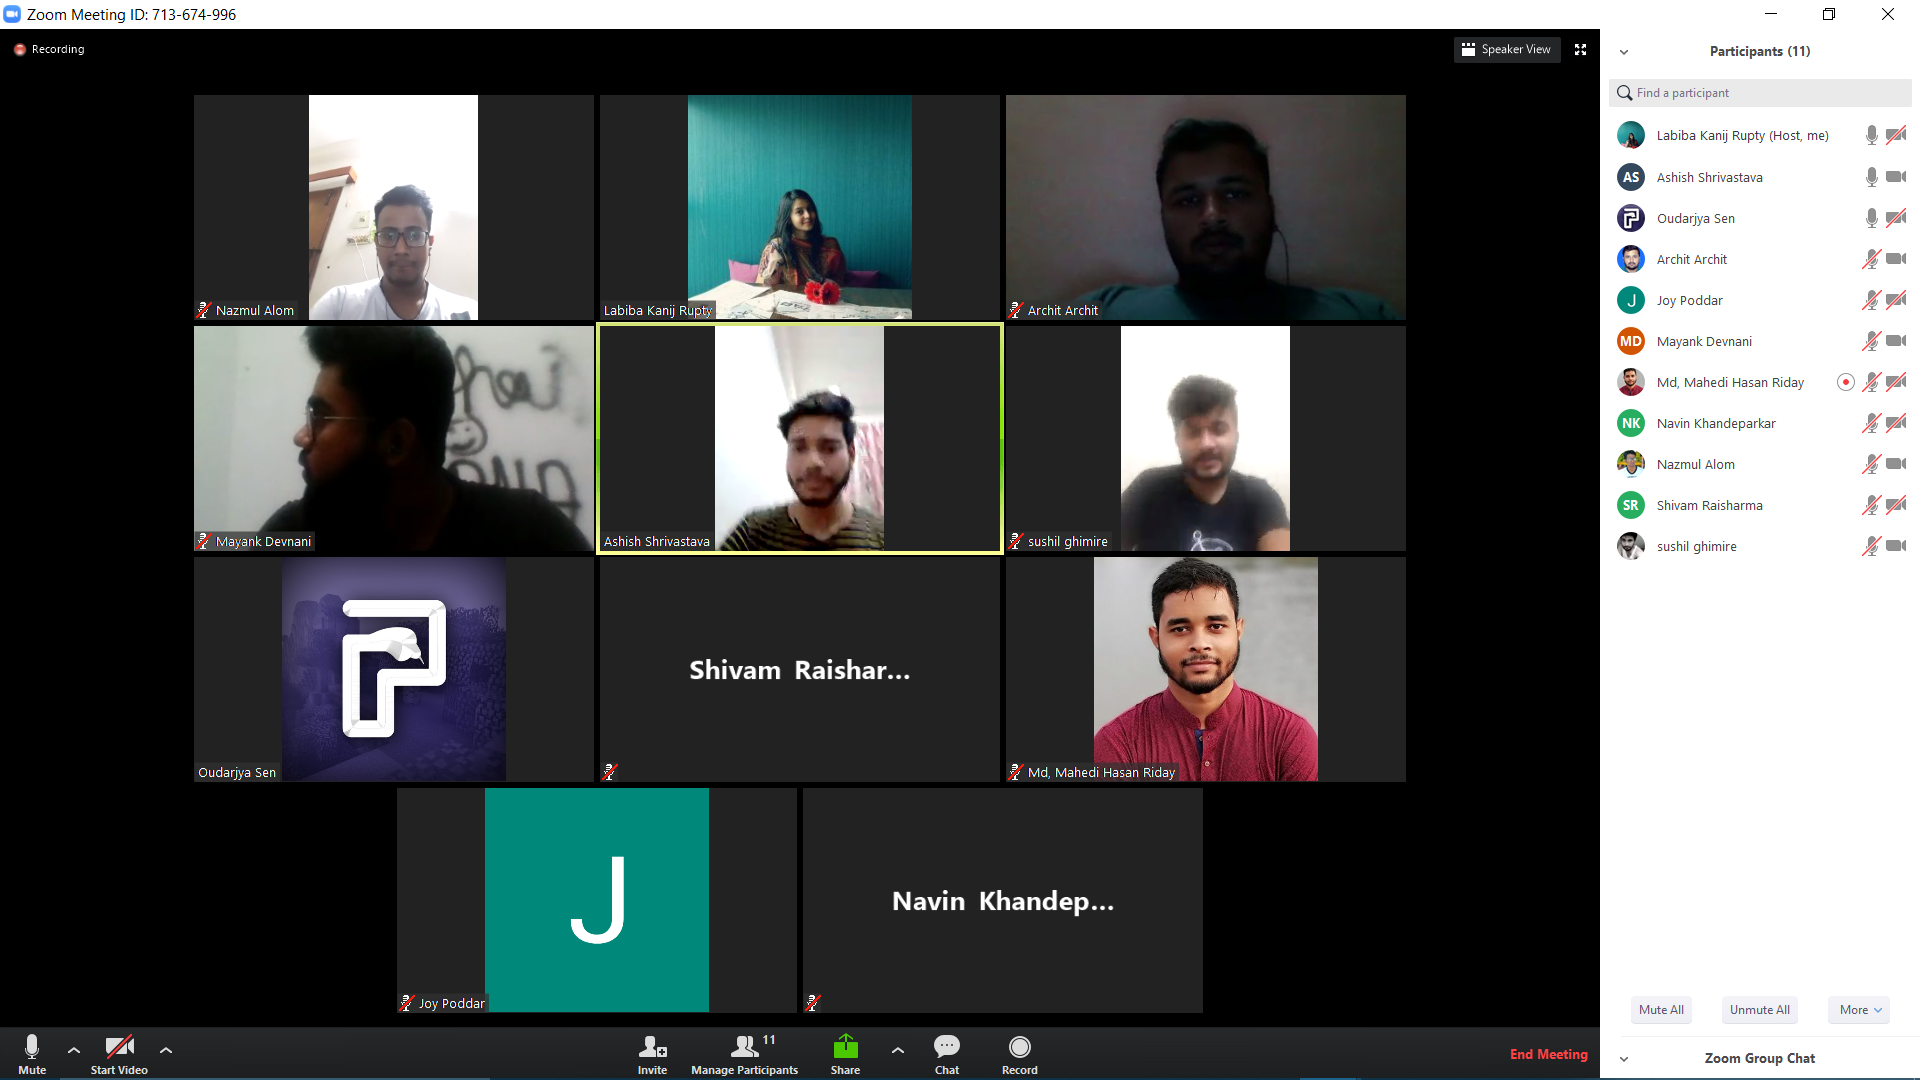 Zoom Meeting ID: 713-674-996
Recording
Speaker View
Nazmul Alom
Labiba Kanij Rupty
Archit Archit
Mayank Devnani
Ashish Shrivastava
sushil ghimire
Oudarjya Sen
Shivam Raishar...
Md, Mahedi Hasan Riday
J
Joy Poddar
Navin Khandep...
Mute
Start Video
Invite
11
Manage Participants
Share
Chat
Record
End Meeting
Participants (11)
Find a participant
Labiba Kanij Rupty (Host, me)
AS Ashish Shrivastava
Oudarjya Sen
Archit Archit
J Joy Poddar
MD Mayank Devnani
Md, Mahedi Hasan Riday
NK Navin Khandeparkar
Nazmul Alom
SR Shivam Raisharma
sushil ghimire
Mute All
Unmute All
More
Zoom Group Chat